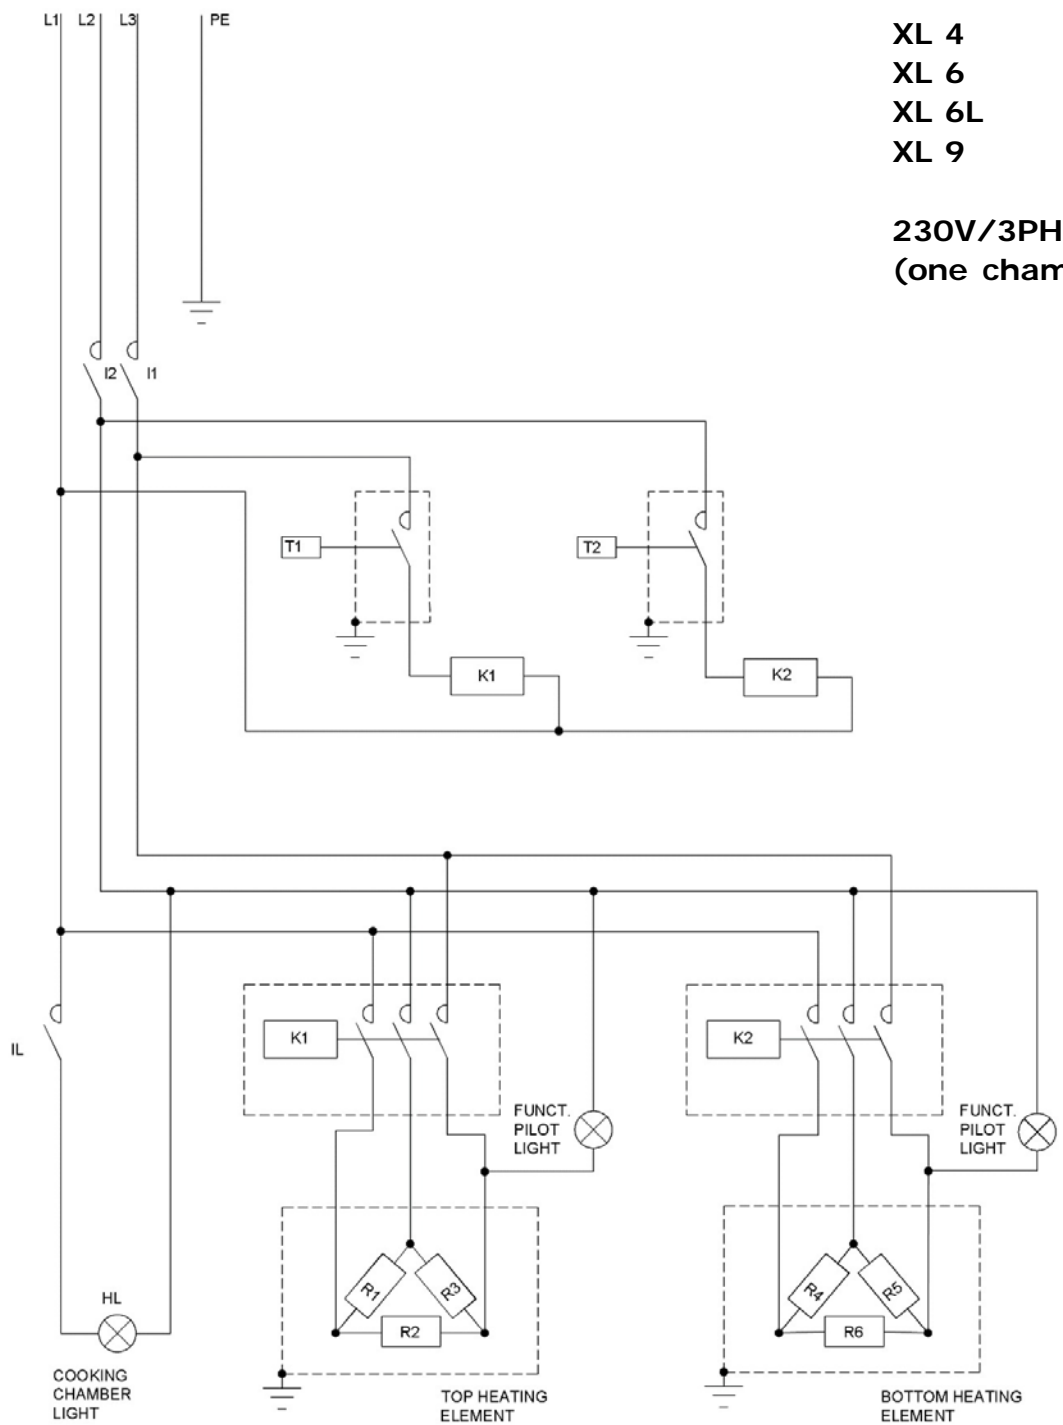 L1 L2 L3 PE
XL 4
XL 6
XL 6L
XL 9
230V/3PH
(one cham
I2 I1
T1 T2
K1 K2
IL
K1 K2
FUNCT.
PILOT
LIGHT
FUNCT.
PILOT
LIGHT
R1 R3
R2
R4 R5
R6
HL
COOKING
CHAMBER
LIGHT
TOP HEATING
ELEMENT
BOTTOM HEATING
ELEMENT